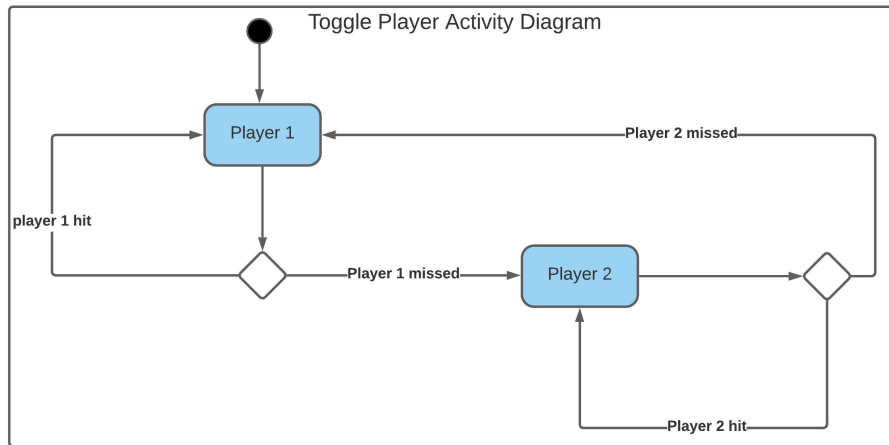 Toggle Player Activity Diagram
Player 1
Player 2 missed
player 1 hit
Player 1 missed
Player 2
Player 2 hit